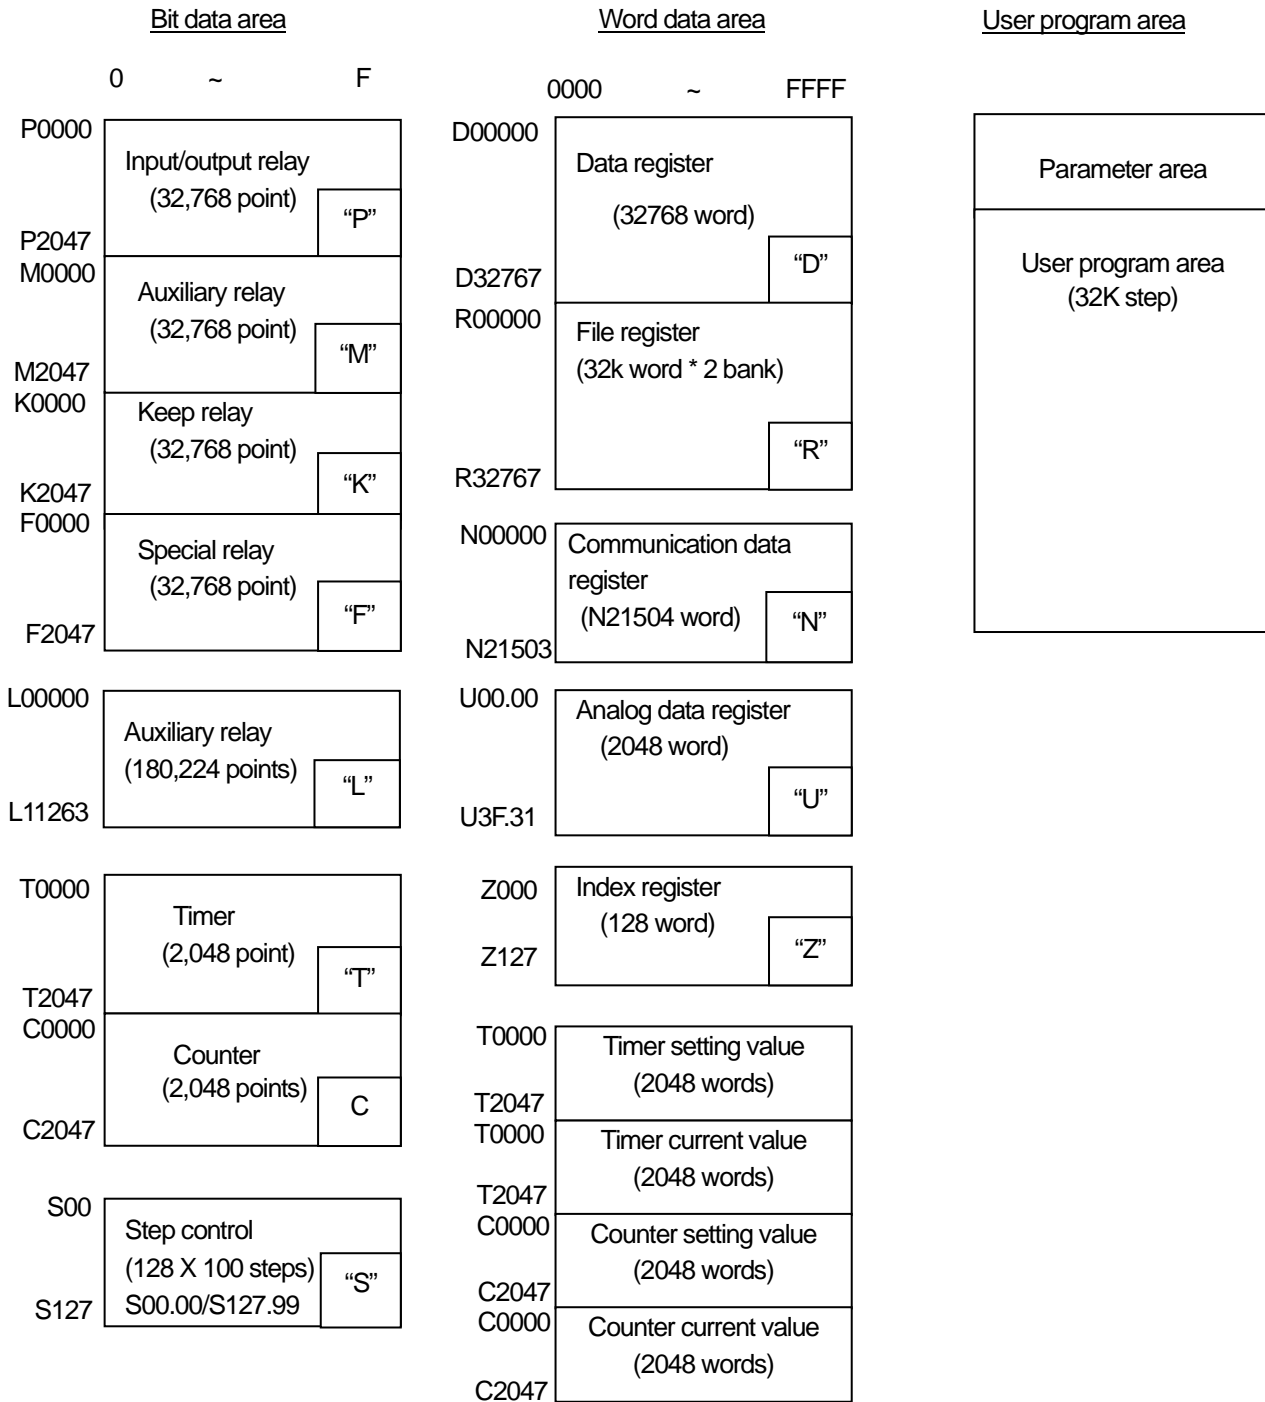 Bit data area
0 ~ F
P0000
Input/output relay
(32,768 point)
“P”
P2047
M0000
Auxiliary relay
(32,768 point)
“M”
M2047
K0000
Keep relay
(32,768 point)
“K”
K2047
F0000
Special relay
(32,768 point)
“F”
F2047
L00000
Auxiliary relay
(180,224 points)
“L”
L11263
T0000
Timer
(2,048 point)
“T”
T2047
C0000
Counter
(2,048 points)
C
C2047
S00
Step control
(128 X 100 steps)
“S”
S00.00/S127.99
S127
Word data area
0000 ~ FFFF
D00000
Data register
(32768 word)
“D”
D32767
R00000
File register
(32k word * 2 bank)
“R”
R32767
N00000
Communication data
register
(N21504 word)
“N”
N21503
U00.00
Analog data register
(2048 word)
“U”
U3F.31
Z000
Index register
(128 word)
“Z”
Z127
T0000
Timer setting value
(2048 words)
T2047
T0000
Timer current value
(2048 words)
T2047
C0000
Counter setting value
(2048 words)
C2047
C0000
Counter current value
(2048 words)
C2047
User program area
Parameter area
User program area
(32K step)